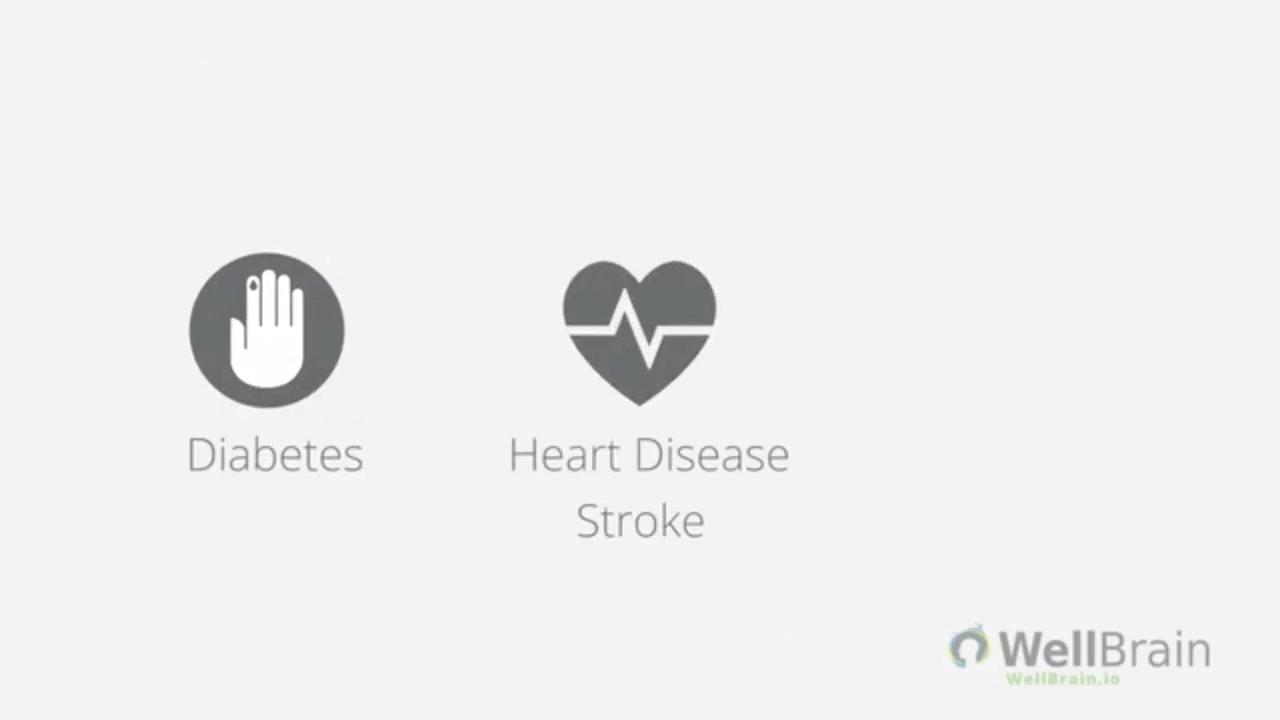 Diabetes
Heart Disease
Stroke
WellBrain
WellBrain.io